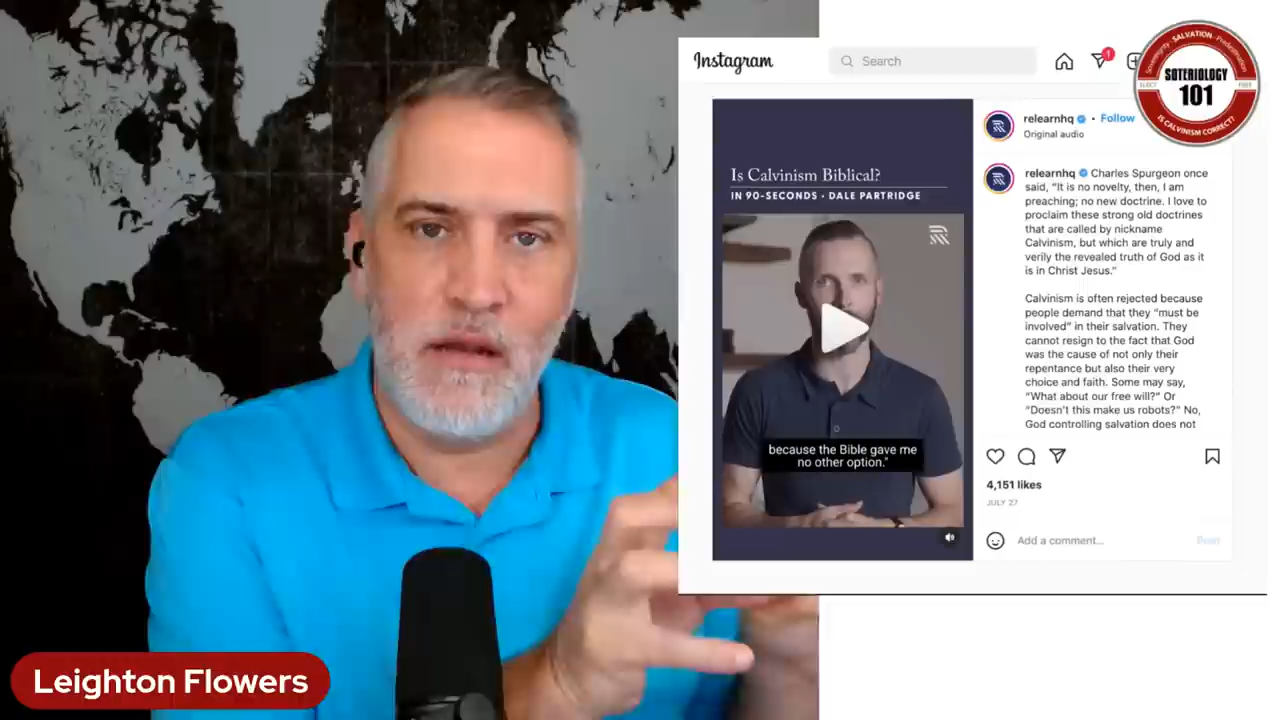 Instagram
Search
1
Sovereignty · SALVATION · Predestination
ELECT
SOTERIOLOGY
101
FREE
IS CALVINISM CORRECT?
relearnhq · Follow
Original audio
Is Calvinism Biblical?
IN 90-SECONDS · DALE PARTRIDGE
because the Bible gave me
no other option."
relearnhq Charles Spurgeon once
said, “It is no novelty, then, I am
preaching; no new doctrine. I love to
proclaim these strong old doctrines
that are called by nickname
Calvinism, but which are truly and
verily the revealed truth of God as it
is in Christ Jesus.”
Calvinism is often rejected because
people demand that they “must be
involved” in their salvation. They
cannot resign to the fact that God
was the cause of not only their
repentance but also their very
choice and faith. Some may say,
“What about our free will?” Or
“Doesn’t this make us robots?” No,
God controlling salvation does not
4,151 likes
JULY 27
Add a comment...
Post
Leighton Flowers